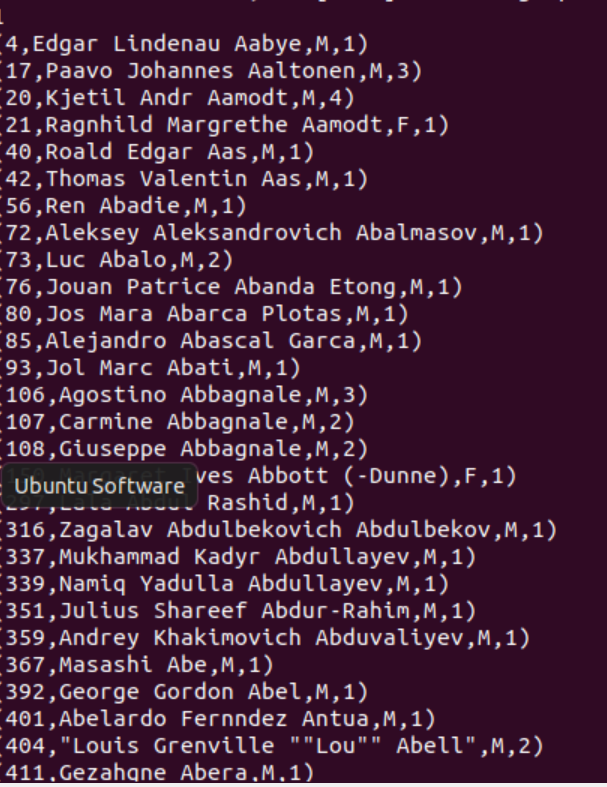 (4,Edgar Lindenau Aabye,M,1)
(17,Paavo Johannes Aaltonen,M,3)
(20,Kjetil Andr Aamodt,M,4)
(21,Ragnhild Margrethe Aamodt,F,1)
(40,Roald Edgar Aas,M,1)
(42,Thomas Valentin Aas,M,1)
(56,Ren Abadie,M,1)
(72,Aleksey Aleksandrovich Abalmasov,M,1)
(73,Luc Abalo,M,2)
(76,Jouan Patrice Abanda Etong,M,1)
(80,Jos Mara Abarca Plotas,M,1)
(85,Alejandro Abascal Garca,M,1)
(93,Jol Marc Abati,M,1)
(106,Agostino Abbagnale,M,3)
(107,Carmine Abbagnale,M,2)
(108,Giuseppe Abbagnale,M,2)
(150,Margaret Ives Abbott (-Dunne),F,1)
Ubuntu Software
(297,Lala Abdul Rashid,M,1)
(316,Zagalav Abdulbekovich Abdulbekov,M,1)
(337,Mukhammad Kadyr Abdullayev,M,1)
(339,Namiq Yadulla Abdullayev,M,1)
(351,Julius Shareef Abdur-Rahim,M,1)
(359,Andrey Khakimovich Abduvaliyev,M,1)
(367,Masashi Abe,M,1)
(392,George Gordon Abel,M,1)
(401,Abelardo Fernndez Antua,M,1)
(404,"Louis Grenville ""Lou"" Abell",M,2)
(411,Gezahgne Abera,M,1)